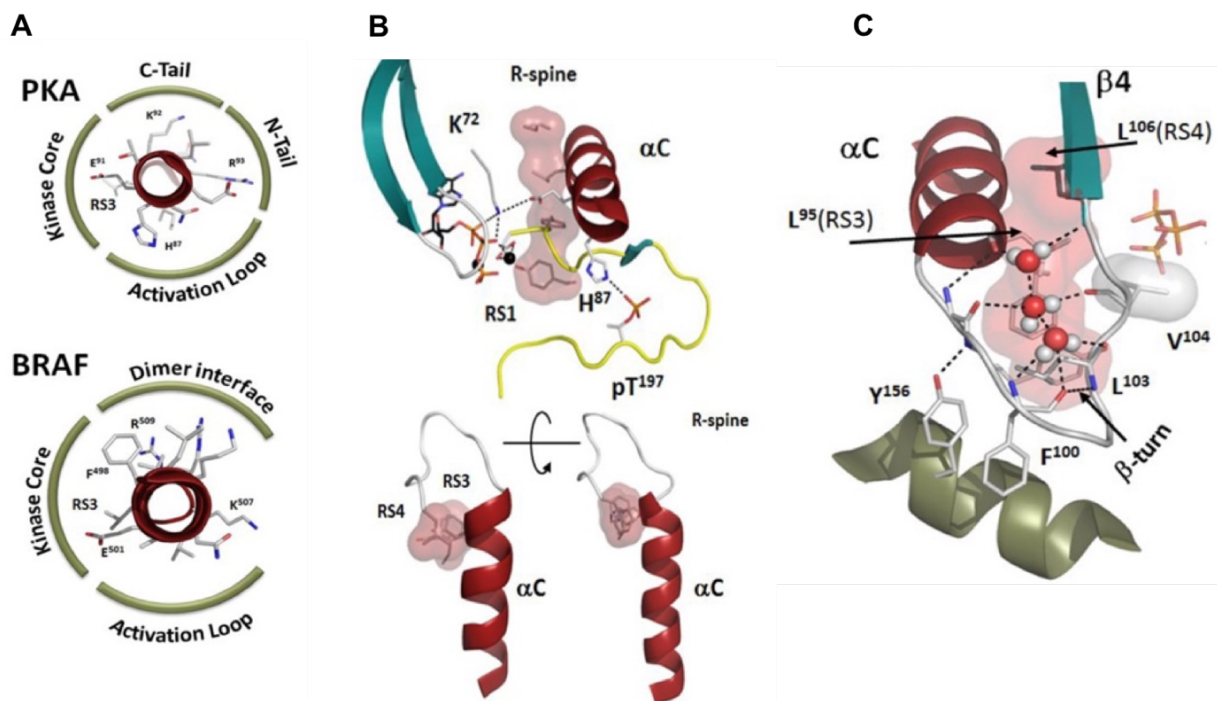 A
PKA
C-Tail
N-Tail
Activation Loop
Kinase Core
K92
E91
R93
RS3
H87
BRAF
Dimer interface
Activation Loop
Kinase Core
R509
F498
RS3
K507
E501
B
R-spine
K72
αC
RS1
H87
pT197
R-spine
RS4
RS3
αC
αC
C
β4
αC
L106(RS4)
L95(RS3)
V104
L103
Y156
F100
β-turn